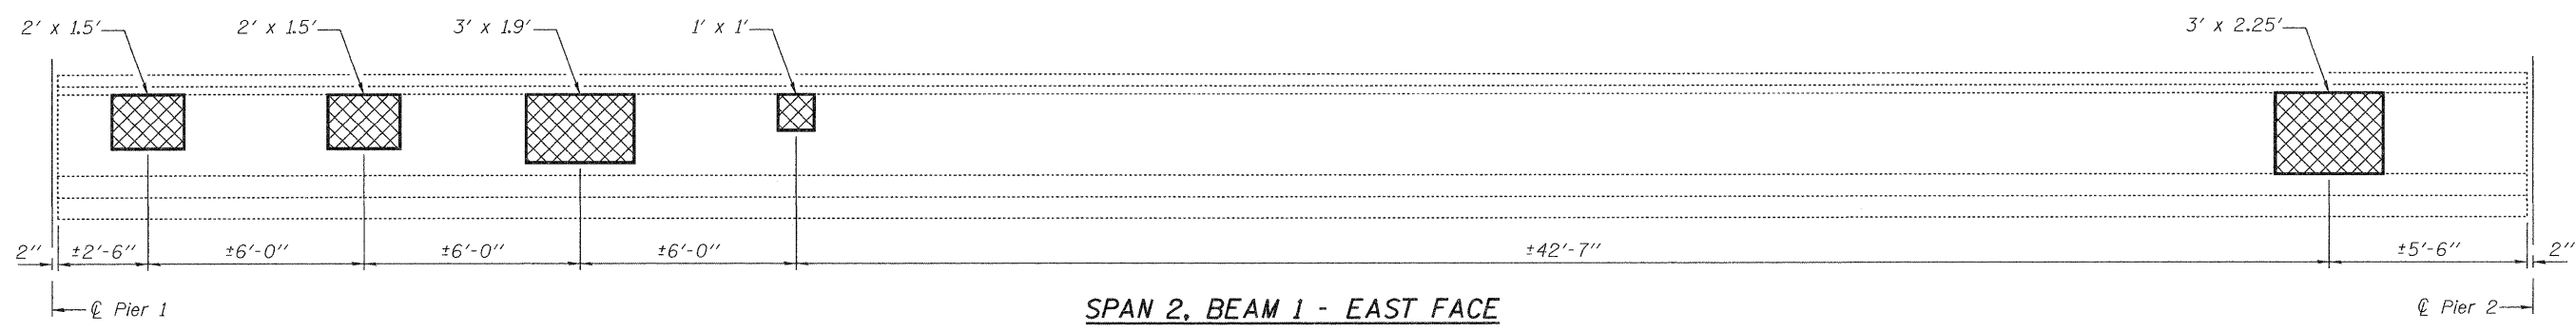 2' x 1.5' 2' x 1.5' 3' x 1.9' 1' x 1' 3' x 2.25'
2" ±2'-6" ±6'-0" ±6'-0" ±6'-0" ±42'-7" ±5'-6" 2"
℄ Pier 1 SPAN 2, BEAM 1 - EAST FACE ℄ Pier 2